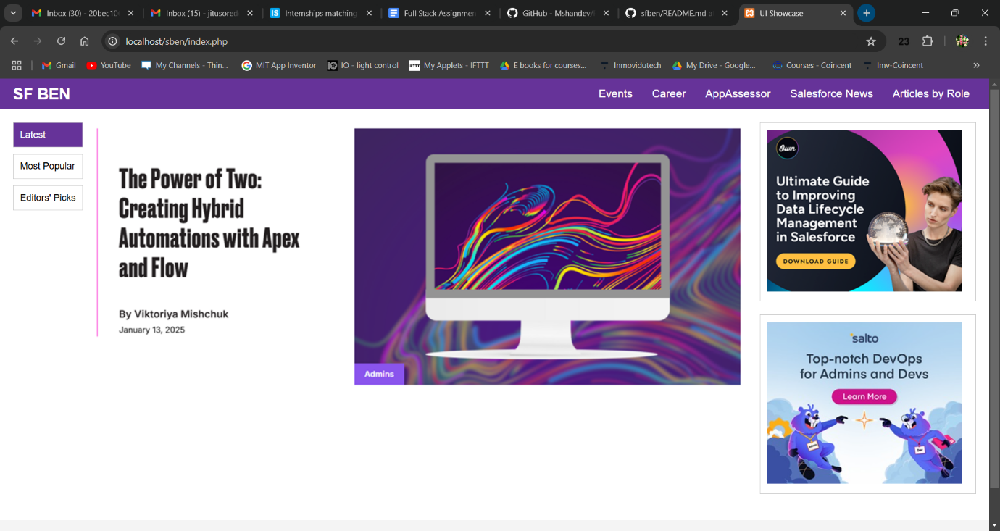 Inbox (30) - 20bec10
Inbox (15) - jitusored
Internships matching
Full Stack Assignmen
GitHub - Mshandev/
sfben/README.md a
UI Showcase
localhost/sben/index.php
23
Gmail
YouTube
My Channels - Thin...
MIT App Inventor
IO - light control
My Applets - IFTTT
E books for courses...
Inmovidutech
My Drive - Google...
Courses - Coincent
Imv-Coincent
SF BEN
Events
Career
AppAssessor
Salesforce News
Articles by Role
Latest
Most Popular
Editors' Picks
The Power of Two:
Creating Hybrid
Automations with Apex
and Flow
By Viktoriya Mishchuk
January 13, 2025
Admins
Own
Ultimate Guide
to Improving
Data Lifecycle
Management
in Salesforce
DOWNLOAD GUIDE
salto
Top-notch DevOps
for Admins and Devs
Learn More